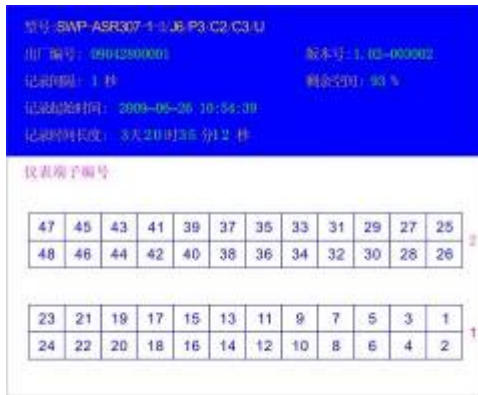 型号:SWP-ASR307-1-1/J6/P3/C2/C3/U
出厂编号: 09042800001 版本号: 1.02-000002
记录间隔: 1 秒 剩余空间: 93 %
记录起始时间: 2009-06-26 10:54:39
记录时间长度: 3天20时35分12 秒
仪表端子编号
47 45 43 41 39 37 35 33 31 29 27 25
48 46 44 42 40 38 36 34 32 30 28 26
2
23 21 19 17 15 13 11 9 7 5 3 1
24 22 20 18 16 14 12 10 8 6 4 2
1